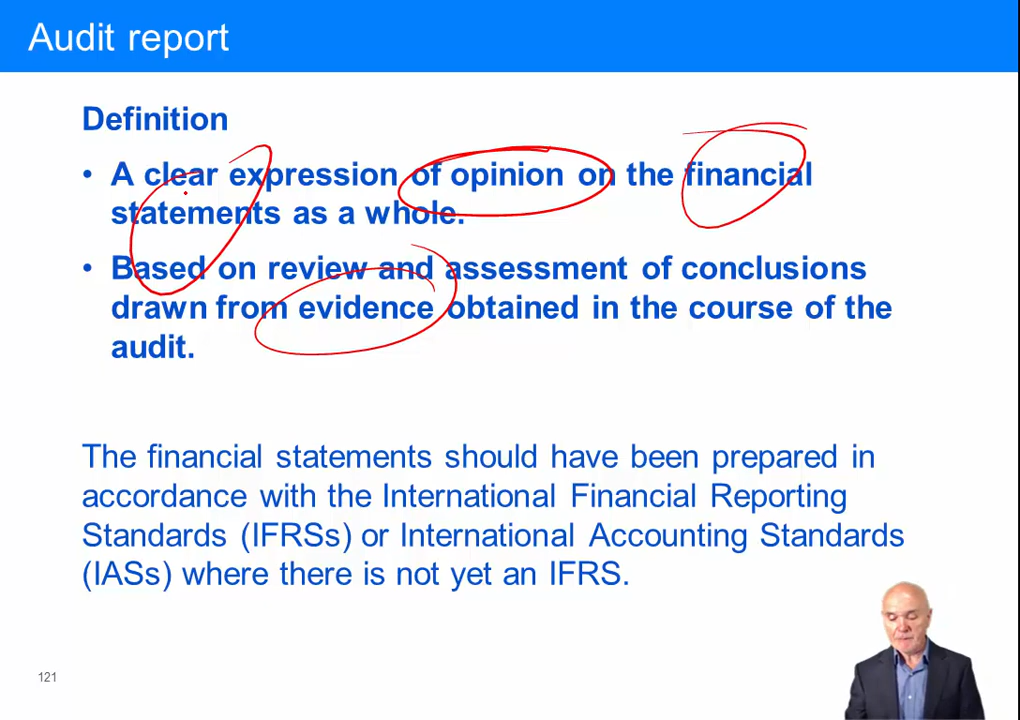 Audit report
Definition
• A clear expression of opinion on the financial
statements as a whole.
• Based on review and assessment of conclusions
drawn from evidence obtained in the course of the
audit.
The financial statements should have been prepared in
accordance with the International Financial Reporting
Standards (IFRSs) or International Accounting Standards
(IASs) where there is not yet an IFRS.
121